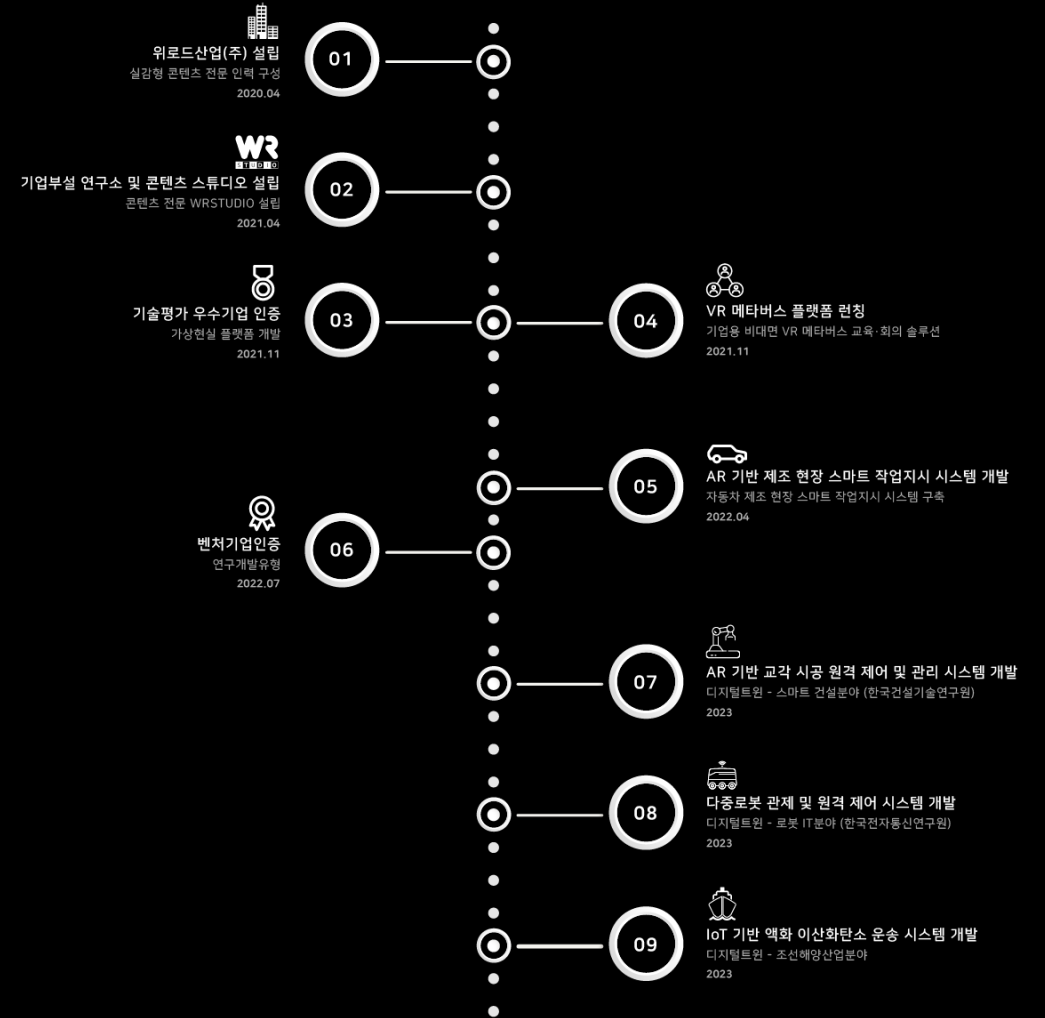 위로드산업(주) 설립
실감형 콘텐츠 전문 인력 구성
2020.04
01
WR
STUDIO
기업부설 연구소 및 콘텐츠 스튜디오 설립
콘텐츠 전문 WRSTUDIO 설립
2021.04
02
기술평가 우수기업 인증
가상현실 플랫폼 개발
2021.11
03
04
VR 메타버스 플랫폼 런칭
기업용 비대면 VR 메타버스 교육·회의 솔루션
2021.11
05
AR 기반 제조 현장 스마트 작업지시 시스템 개발
자동차 제조 현장 스마트 작업지시 시스템 구축
2022.04
벤처기업인증
연구개발유형
2022.07
06
07
AR 기반 교각 시공 원격 제어 및 관리 시스템 개발
디지털트윈 - 스마트 건설분야 (한국건설기술연구원)
2023
08
다중로봇 관제 및 원격 제어 시스템 개발
디지털트윈 - 로봇 IT분야 (한국전자통신연구원)
2023
09
IoT 기반 액화 이산화탄소 운송 시스템 개발
디지털트윈 - 조선해양산업분야
2023